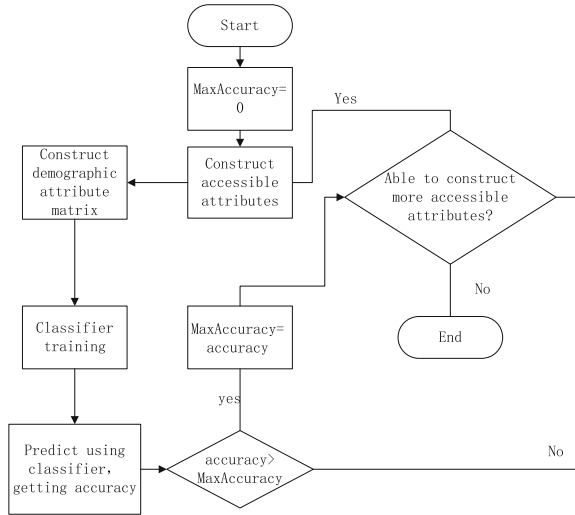 Start
MaxAccuracy=
0
Yes
Construct
demographic
attribute
matrix
Construct
accessible
attributes
Able to construct
more accessible
attributes?
No
Classifier
training
MaxAccuracy=
accuracy
End
yes
Predict using
classifier,
getting accuracy
accuracy>
MaxAccuracy
No